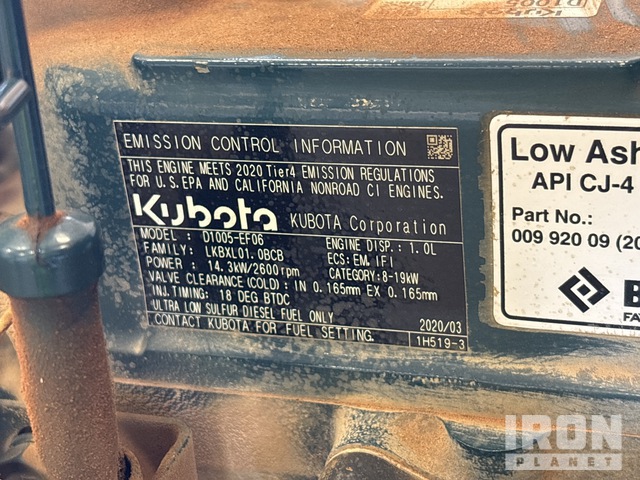 Kubota
D1005
EMISSION CONTROL INFORMATION
THIS ENGINE MEETS 2020 Tier4 EMISSION REGULATIONS
FOR U.S.EPA AND CALIFORNIA NONROAD CI ENGINES.
Kubota KUBOTA Corporation
MODEL : D1005-EF06 ENGINE DISP.: 1.0L
FAMILY: LKBXL01.0BCB ECS: EM, IFI
POWER : 14.3kW/2600rpm CATEGORY:8-19kW
VALVE CLEARANCE(COLD): IN 0.165mm EX 0.165mm
INJ.TIMING: 18 DEG BTDC
ULTRA LOW SULFUR DIESEL FUEL ONLY 2020/03
CONTACT KUBOTA FOR FUEL SETTING. 1H519-3
Low Ash
API CJ-4
Part No.:
009 920 09 (20
B
FAY
IRON
PLANET